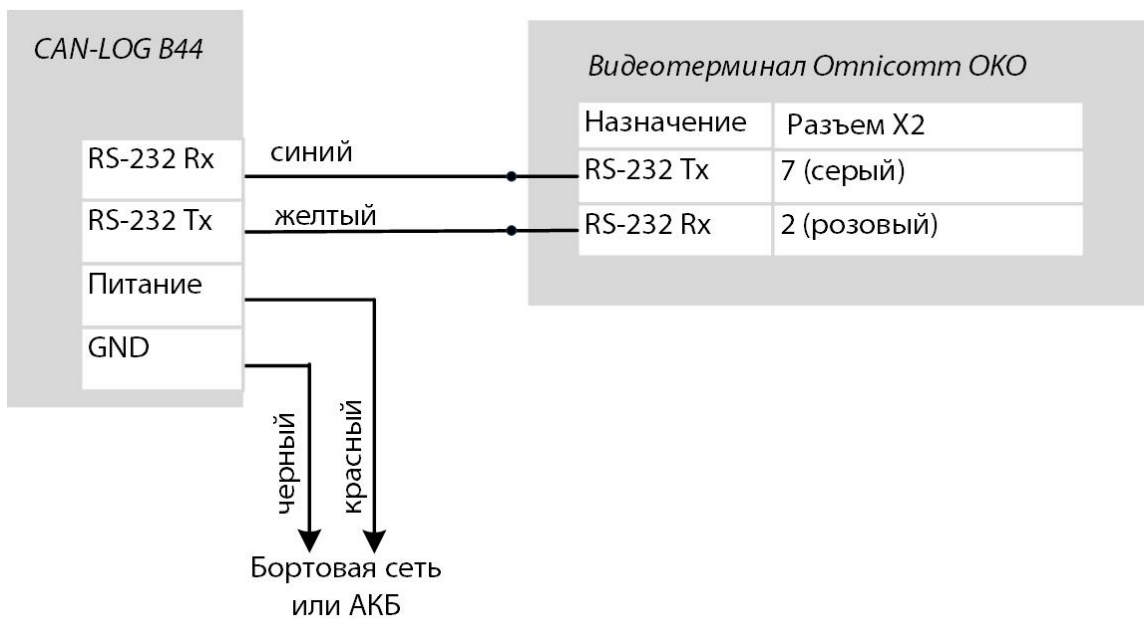 CAN-LOG B44
Видеотерминал Omnicomm OKO
Назначение Разъем X2
RS-232 Rx синий RS-232 Tx 7 (серый)
RS-232 Tx желтый RS-232 Rx 2 (розовый)
Питание
GND
черный
красный
Бортовая сеть
или АКБ